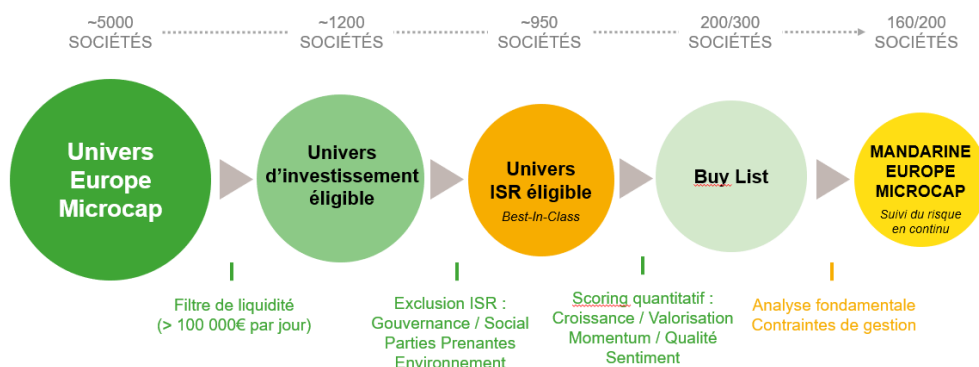 ~5000
SOCIÉTÉS
~1200
SOCIÉTÉS
~950
SOCIÉTÉS
200/300
SOCIÉTÉS
160/200
SOCIÉTÉS
Univers
Europe
Microcap
Univers
d'investissement
éligible
Univers
ISR éligible
Best-In-Class
Buy List
MANDARINE
EUROPE
MICROCAP
Suivi du risque
en continu
Filtre de liquidité
(> 100 000€ par jour)
Exclusion ISR :
Gouvernance / Social
Parties Prenantes
Environnement
Scoring quantitatif :
Croissance / Valorisation
Momentum / Qualité
Sentiment
Analyse fondamentale
Contraintes de gestion